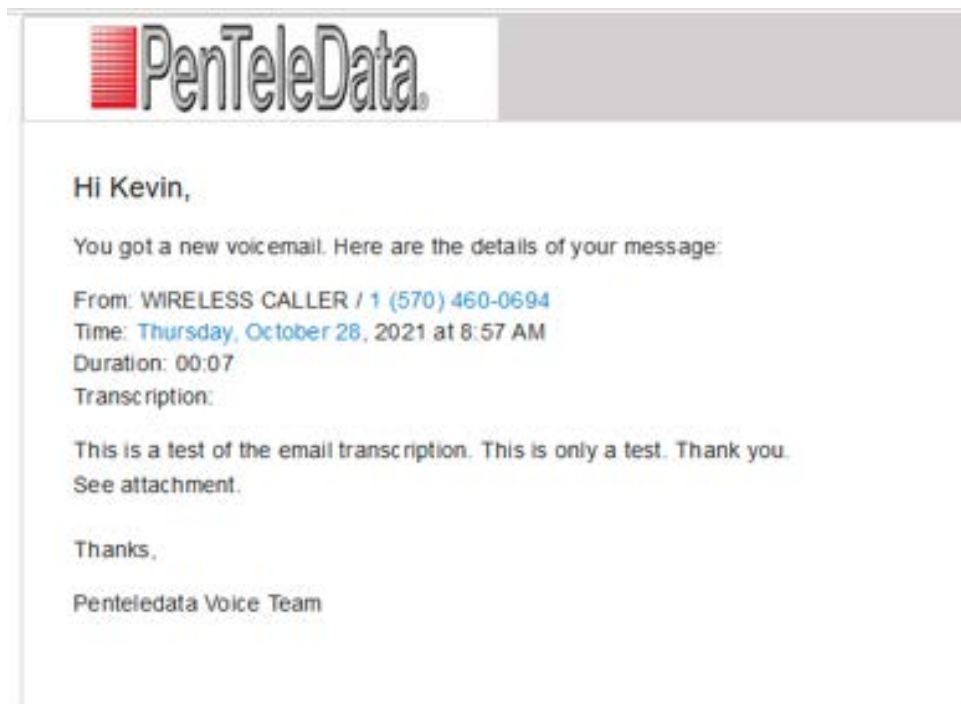 PenTeleData®
Hi Kevin,
You got a new voicemail. Here are the details of your message:
From: WIRELESS CALLER / 1 (570) 460-0694
Time: Thursday, October 28, 2021 at 8:57 AM
Duration: 00:07
Transcription:
This is a test of the email transcription. This is only a test. Thank you.
See attachment.
Thanks,
Penteledata Voice Team